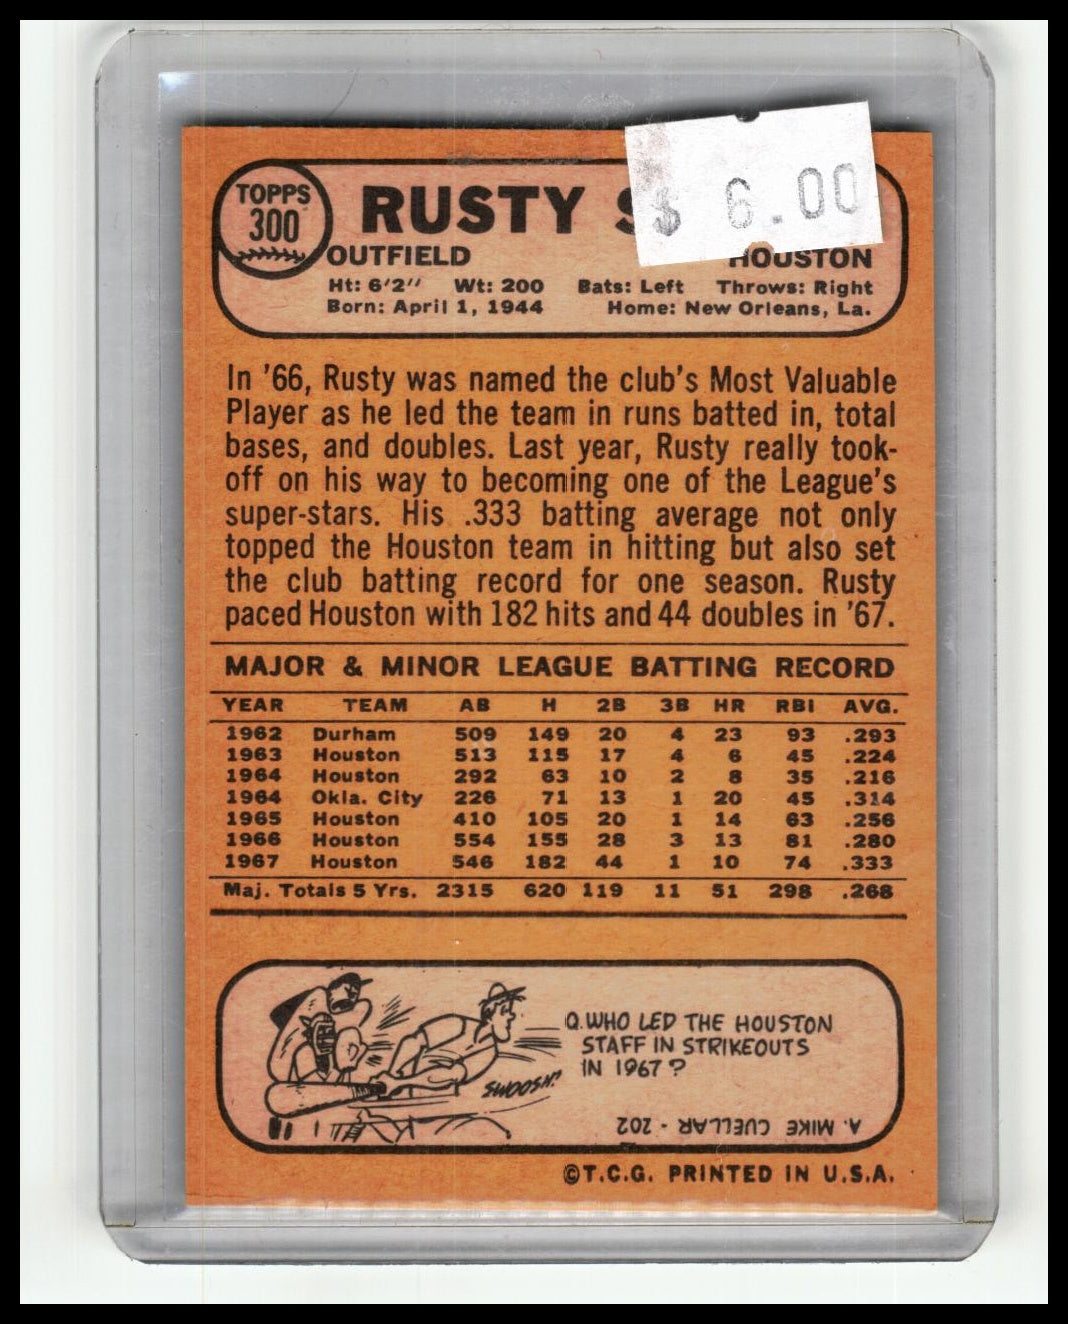 TOPPS
300
RUSTY S
$ 6.00
OUTFIELD HOUSTON
Ht: 6'2" Wt: 200 Bats: Left Throws: Right
Born: April 1, 1944 Home: New Orleans, La.
In '66, Rusty was named the club's Most Valuable
Player as he led the team in runs batted in, total
bases, and doubles. Last year, Rusty really took-
off on his way to becoming one of the League's
super-stars. His .333 batting average not only
topped the Houston team in hitting but also set
the club batting record for one season. Rusty
paced Houston with 182 hits and 44 doubles in '67.
MAJOR & MINOR LEAGUE BATTING RECORD
YEAR TEAM AB H 2B 3B HR RBI AVG.
1962 Durham 509 149 20 4 23 93 .293
1963 Houston 513 115 17 4 6 45 .224
1964 Houston 292 63 10 2 8 35 .216
1964 Okla. City 226 71 13 1 20 45 .314
1965 Houston 410 105 20 1 14 63 .256
1966 Houston 554 155 28 3 13 81 .280
1967 Houston 546 182 44 1 10 74 .333
Maj. Totals 5 Yrs. 2315 620 119 11 51 298 .268
Q. WHO LED THE HOUSTON
STAFF IN STRIKEOUTS
IN 1967?
SWOOSH!
A. MIKE CUELLAR - 202
©T.C.G. PRINTED IN U.S.A.